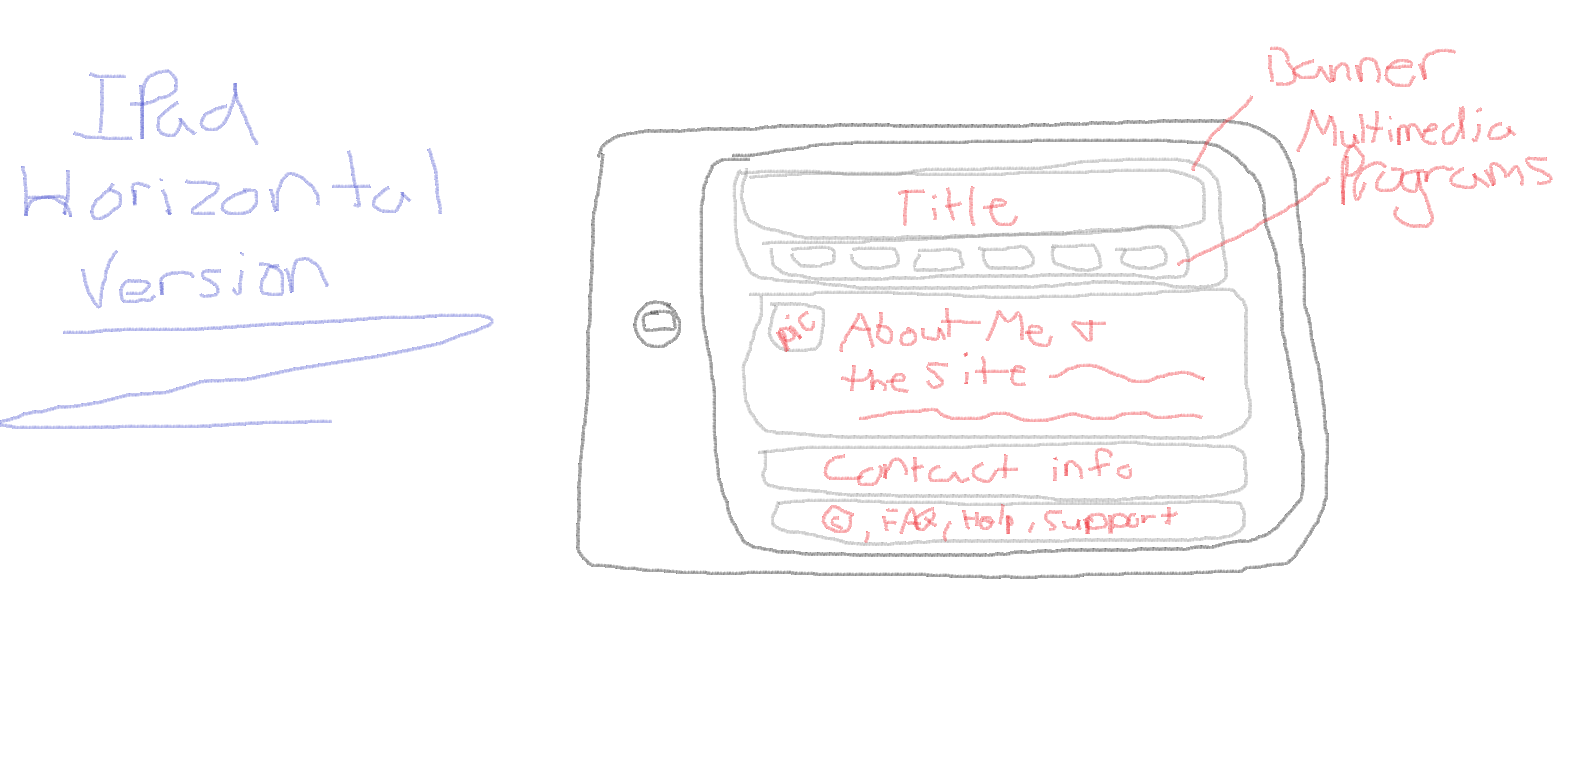 IPad
Horizontal
Version
Banner
Multimedia
Programs
Title
pic
About Me &
the Site
Contact info
©, FAQ, Help, Support